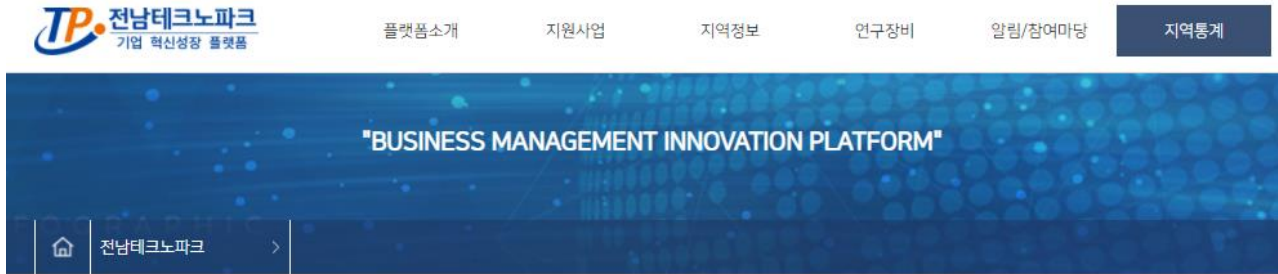 TP 전남테크노파크
기업 혁신성장 플랫폼
플랫폼소개 지원사업 지역정보 연구장비 알림/참여마당 지역통계
"BUSINESS MANAGEMENT INNOVATION PLATFORM"
전남테크노파크 >